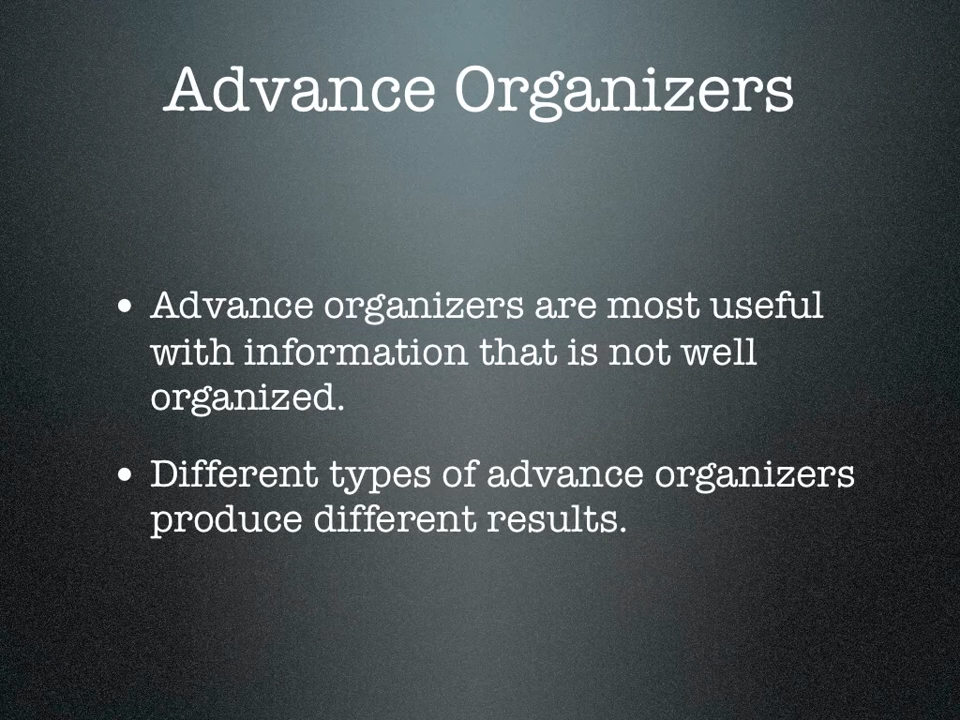 Advance Organizers
• Advance organizers are most useful
with information that is not well
organized.
• Different types of advance organizers
produce different results.